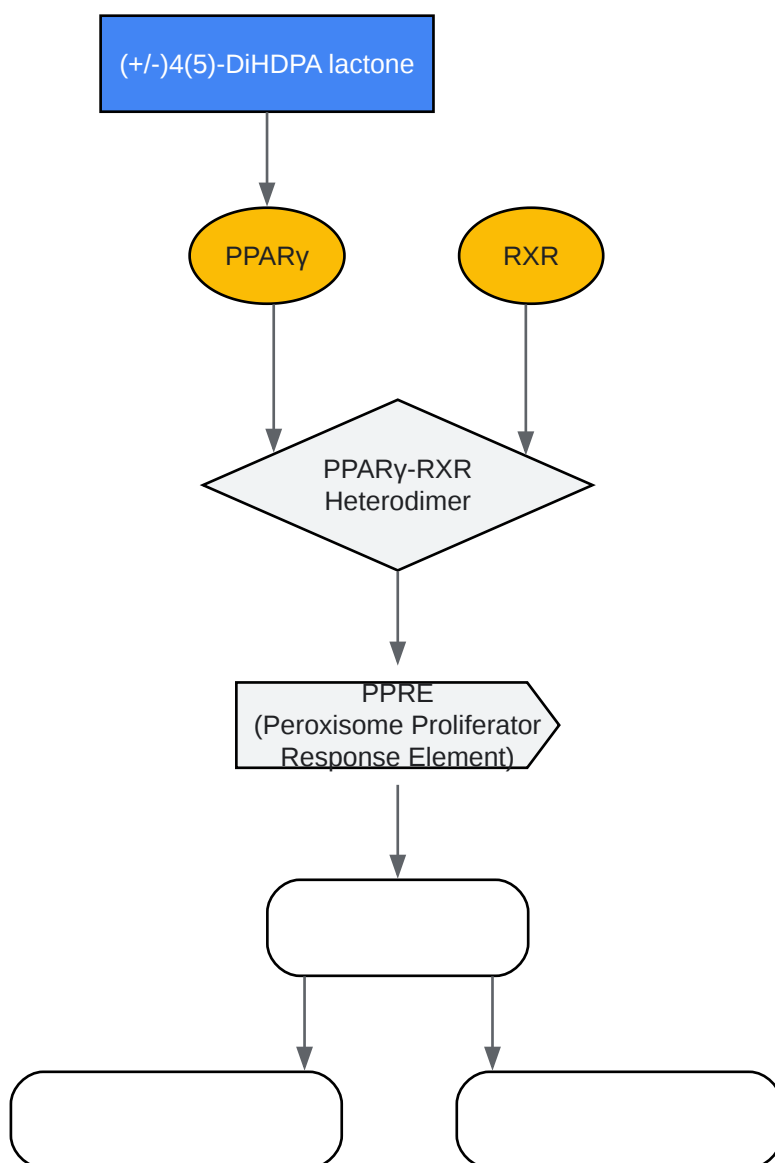 (+/-)4(5)-DiHDPA lactone
PPARγ
RXR
PPARγ-RXR
Heterodimer
PPRE
(Peroxisome Proliferator
Response Element)